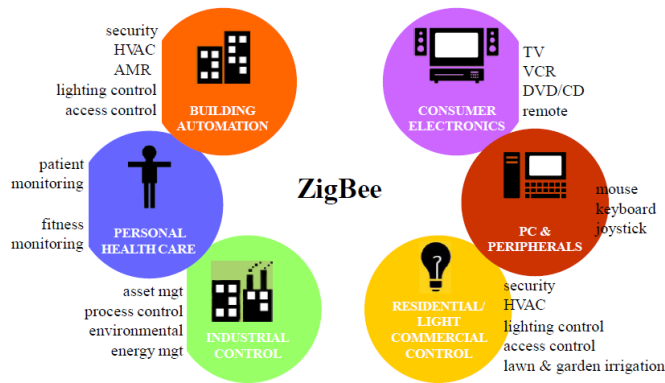 security
HVAC
AMR
lighting control
access control
BUILDING
AUTOMATION
TV
VCR
DVD/CD
remote
CONSUMER
ELECTRONICS
patient
monitoring
fitness
monitoring
PERSONAL
HEALTH CARE
ZigBee
mouse
keyboard
joystick
PC &
PERIPHERALS
asset mgt
process control
environmental
energy mgt
INDUSTRIAL
CONTROL
RESIDENTIAL/
LIGHT
COMMERCIAL
CONTROL
security
HVAC
lighting control
access control
lawn & garden irrigation